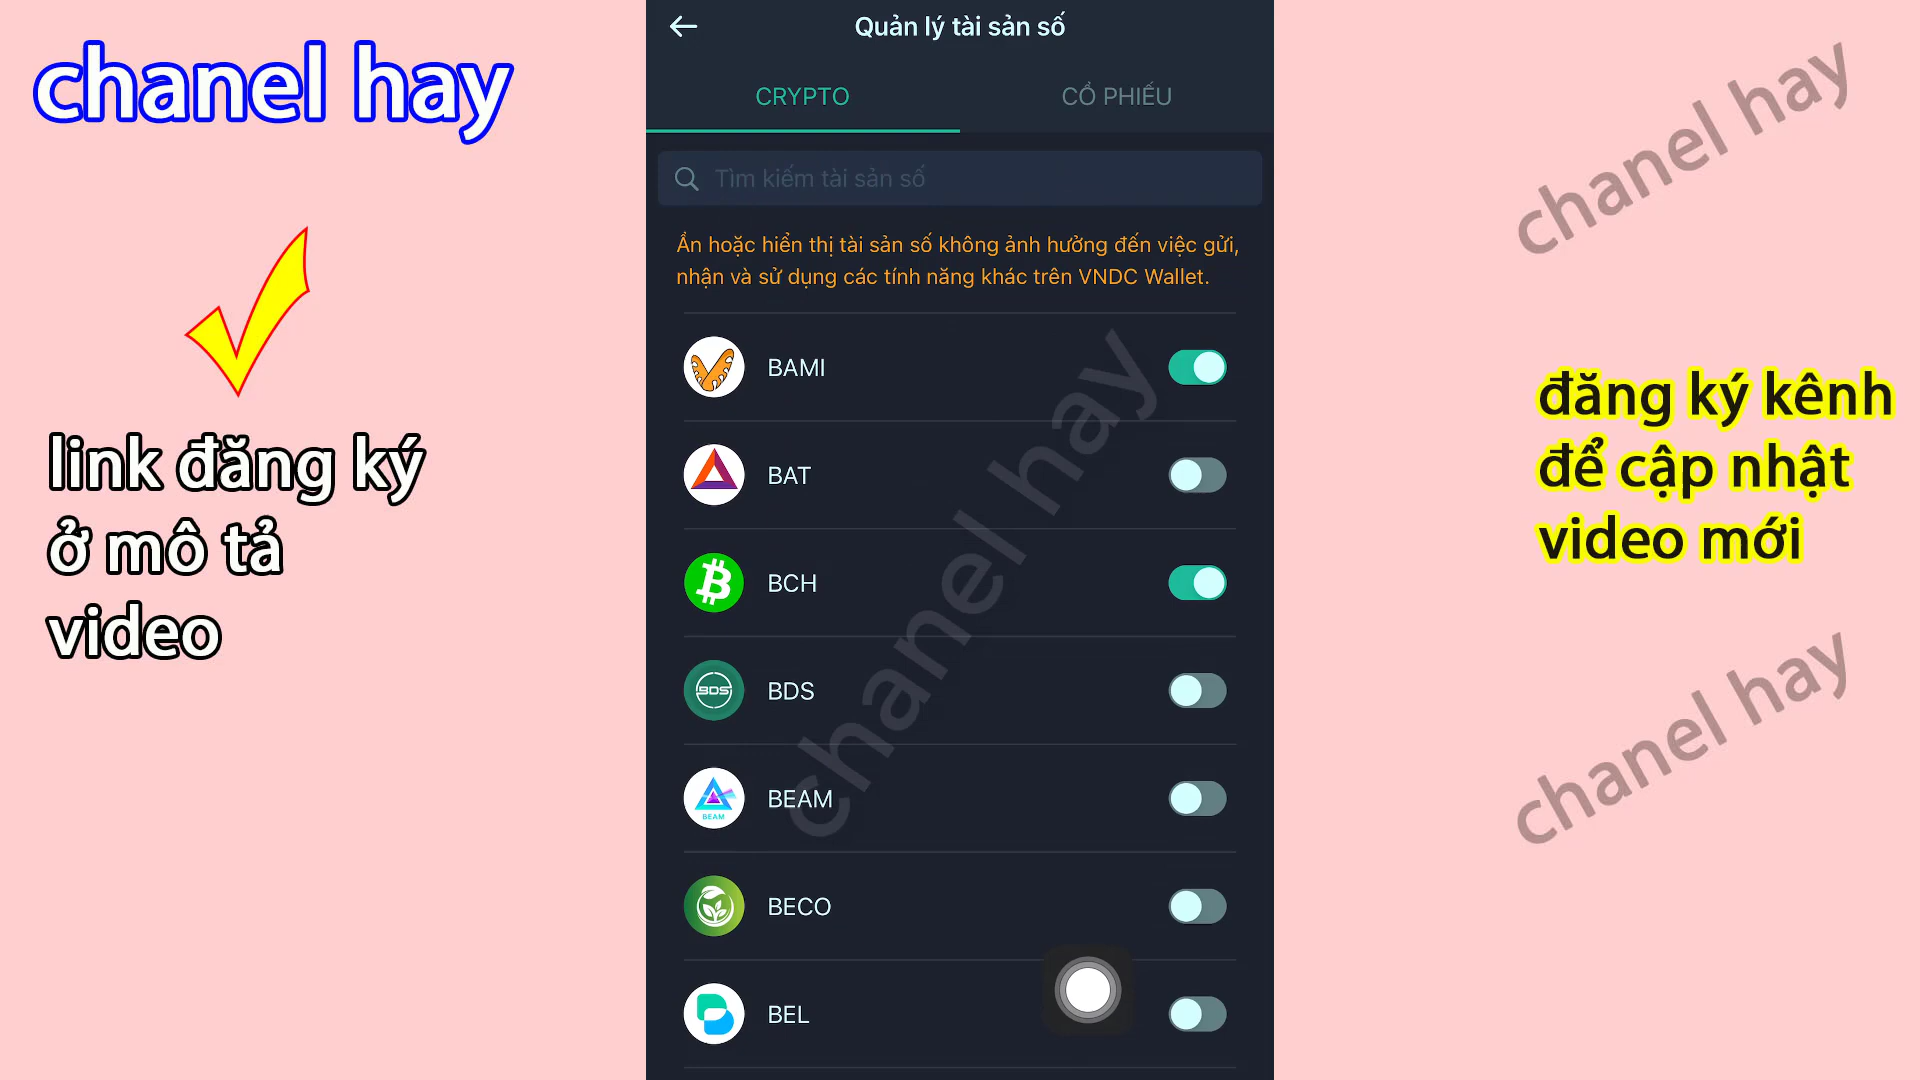 chanel hay
link đăng ký
ở mô tả
video
Quản lý tài sản số
CRYPTO
CỔ PHIẾU
Tìm kiếm tài sản số
Ẩn hoặc hiển thị tài sản số không ảnh hưởng đến việc gửi,
nhận và sử dụng các tính năng khác trên VNDC Wallet.
BAMI
BAT
BCH
BDS
BDS
BEAM
BEAM
BECO
BEL
chanel hay
chanel hay
đăng ký kênh
để cập nhật
video mới
chanel hay